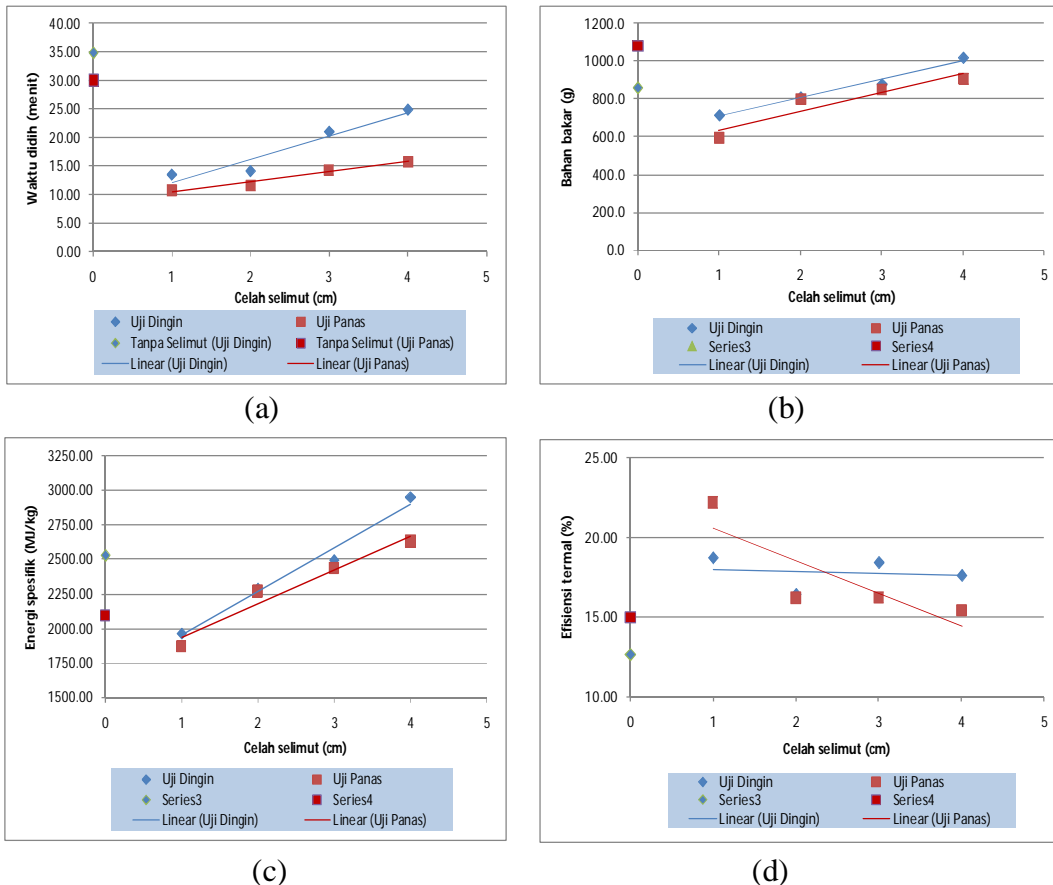 40.00
35.00
30.00
25.00
20.00
15.00
10.00
5.00
0.00
Waktu didih (menit)
0 1 2 3 4 5
Celah selimut (cm)
Uji Dingin Uji Panas
Tanpa Selimut (Uji Dingin) Tanpa Selimut (Uji Panas)
Linear (Uji Dingin) Linear (Uji Panas)
(a)
1200.0
1000.0
800.0
600.0
400.0
200.0
0.0
Bahan bakar (g)
0 1 2 3 4 5
Celah selimut (cm)
Uji Dingin Uji Panas
Series3 Series4
Linear (Uji Dingin) Linear (Uji Panas)
(b)
3250.00
3000.00
2750.00
2500.00
2250.00
2000.00
1750.00
1500.00
Energi spesifik (MJ/kg)
0 1 2 3 4 5
Celah selimut (cm)
Uji Dingin Uji Panas
Series3 Series4
Linear (Uji Dingin) Linear (Uji Panas)
(c)
25.00
20.00
15.00
10.00
Efisiensi termal (%)
0 1 2 3 4 5
Celah selimut (cm)
Uji Dingin Uji Panas
Series3 Series4
Linear (Uji Dingin) Linear (Uji Panas)
(d)